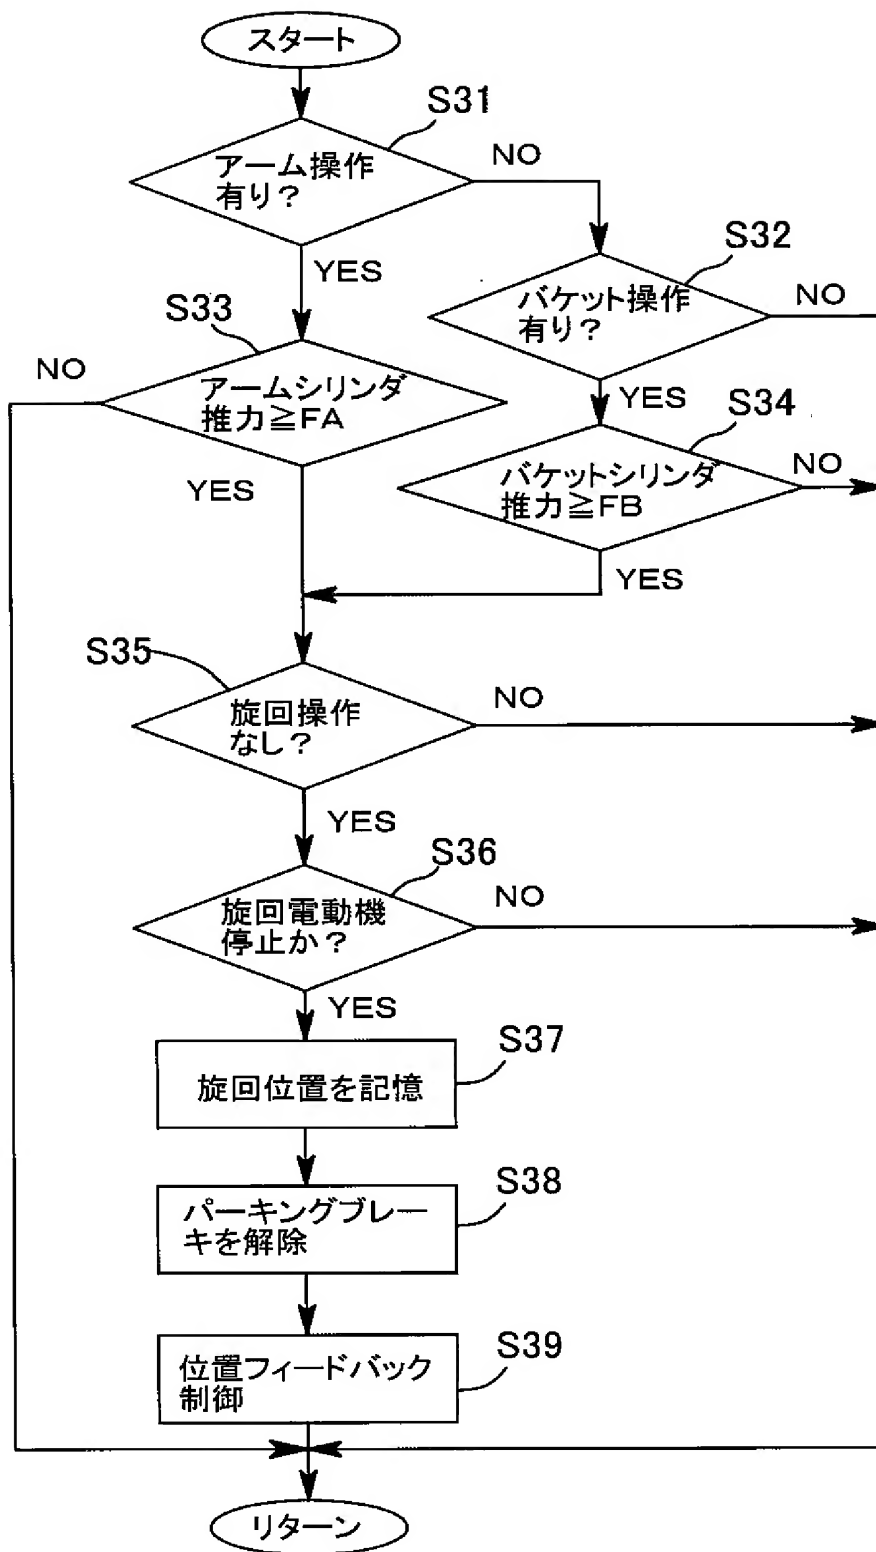 スタート
S31
アーム操作
有り？
NO
YES
S32
バケット操作
有り？
NO
YES
S33
アームシリンダ
推力≧FA
NO
YES
S34
バケットシリンダ
推力≧FB
NO
YES
S35
旋回操作
なし？
NO
YES
S36
旋回電動機
停止か？
NO
YES
S37
旋回位置を記憶
S38
パーキングブレー
キを解除
S39
位置フィードバック
制御
リターン